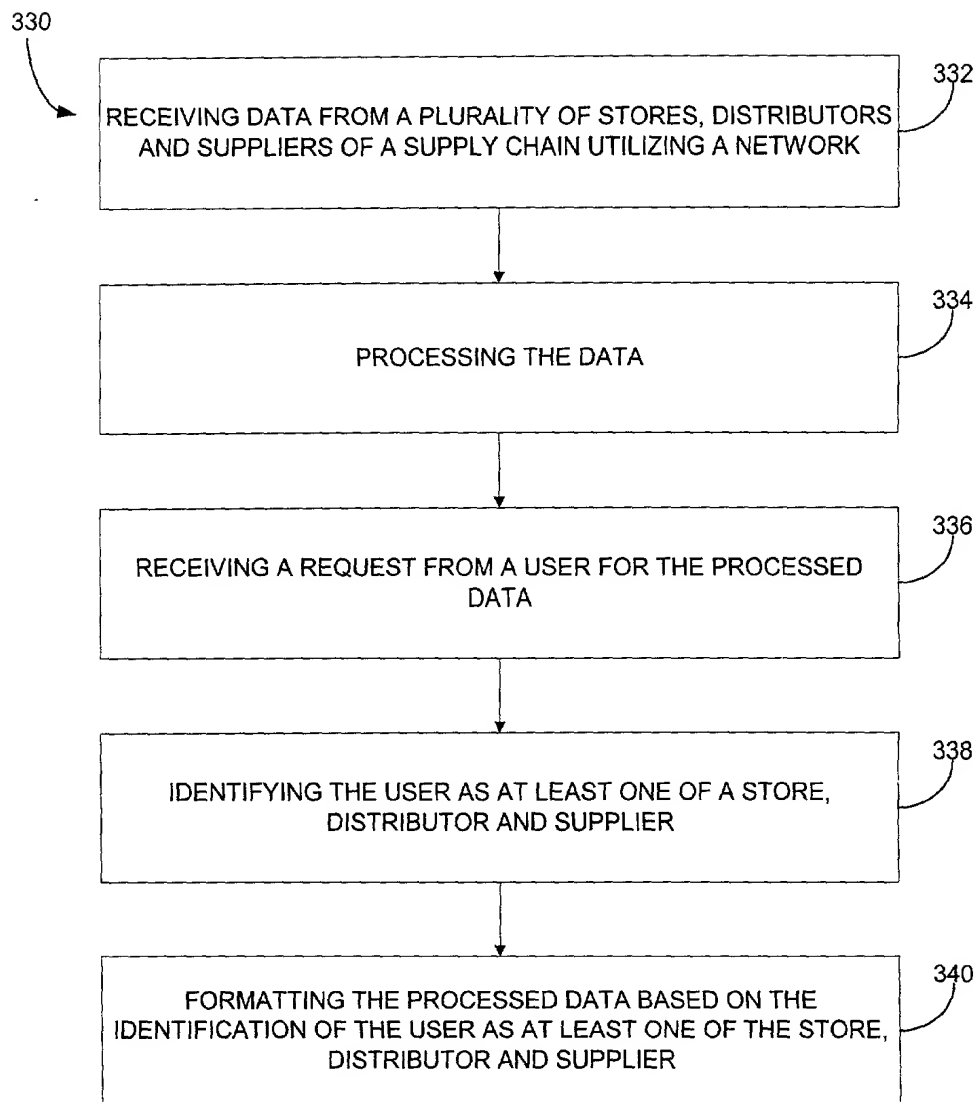 330
332
RECEIVING DATA FROM A PLURALITY OF STORES, DISTRIBUTORS
AND SUPPLIERS OF A SUPPLY CHAIN UTILIZING A NETWORK
334
PROCESSING THE DATA
336
RECEIVING A REQUEST FROM A USER FOR THE PROCESSED
DATA
338
IDENTIFYING THE USER AS AT LEAST ONE OF A STORE,
DISTRIBUTOR AND SUPPLIER
340
FORMATTING THE PROCESSED DATA BASED ON THE
IDENTIFICATION OF THE USER AS AT LEAST ONE OF THE STORE,
DISTRIBUTOR AND SUPPLIER